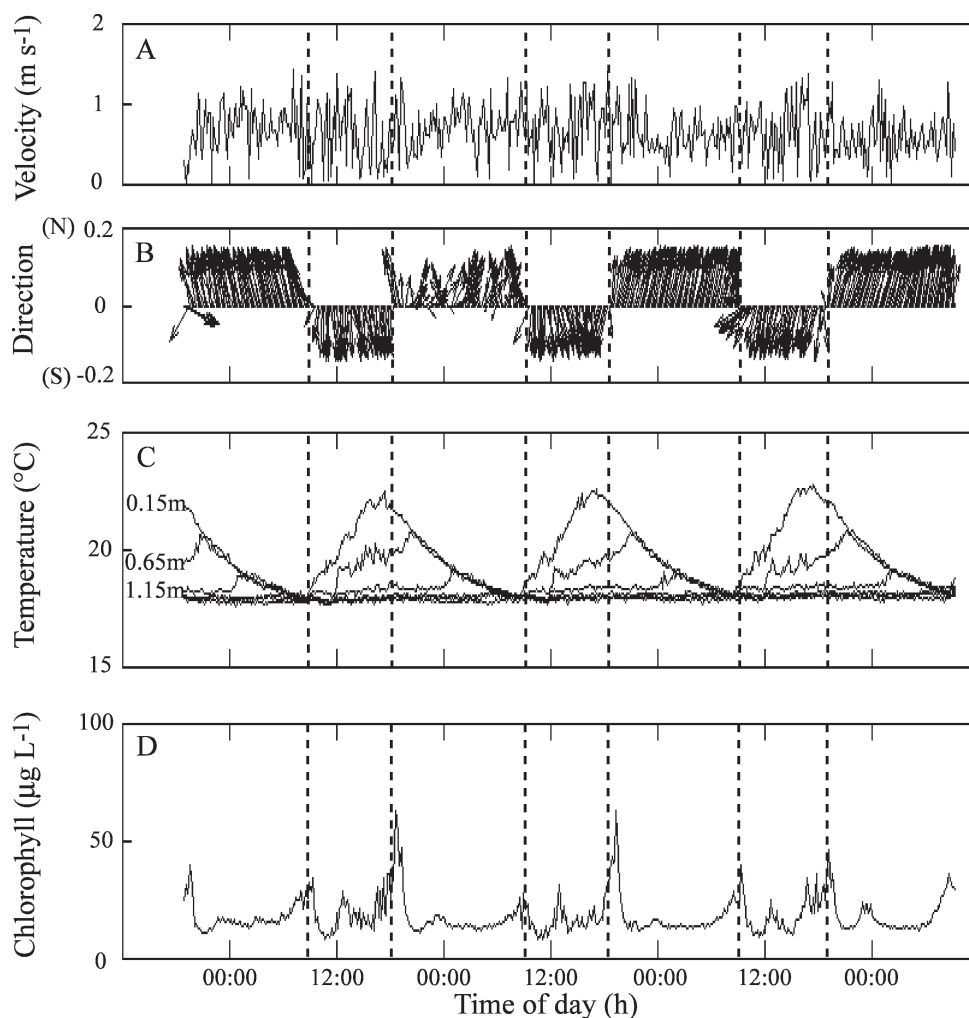 A
Velocity (m s-1)
2
1
0
B
Direction
(N) 0.2
0
(S) -0.2
C
Temperature (°C)
25
20
15
0.15m
0.65m
1.15m
D
Chlorophyll (µg L-1)
100
50
0
00:00 12:00 00:00 12:00 00:00 12:00 00:00
Time of day (h)